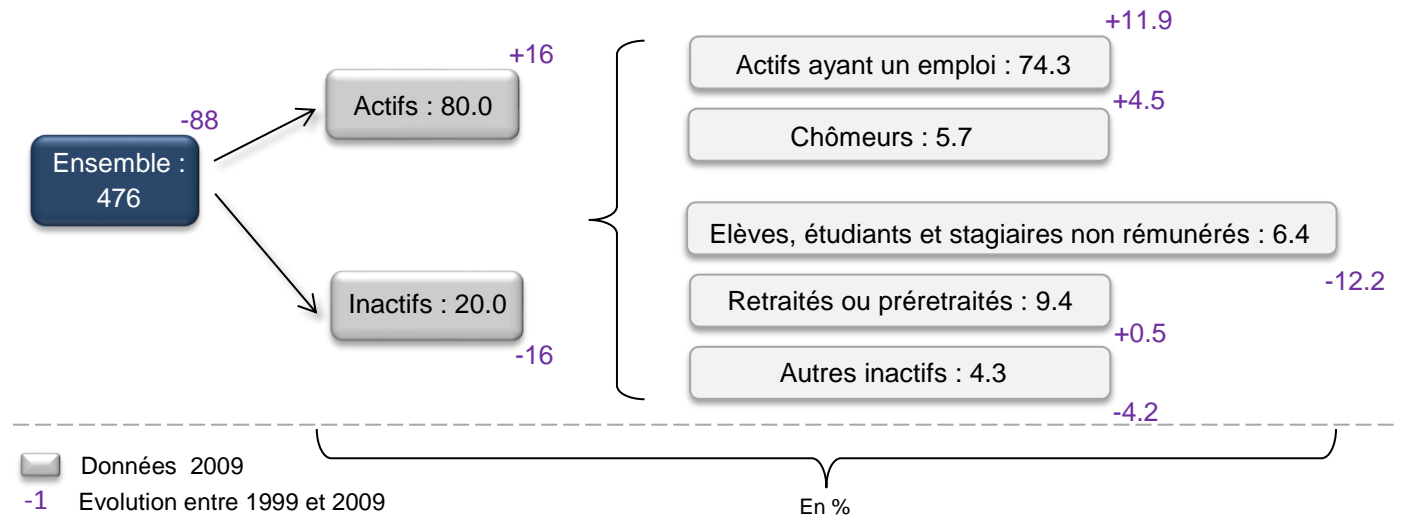 +11.9
Actifs ayant un emploi : 74.3
+16
Actifs : 80.0
+4.5
Chômeurs : 5.7
-88
Ensemble :
476
Elèves, étudiants et stagiaires non rémunérés : 6.4
-12.2
Inactifs : 20.0
-16
Retraités ou préretraités : 9.4
+0.5
Autres inactifs : 4.3
-4.2
Données 2009
-1 Evolution entre 1999 et 2009
En %